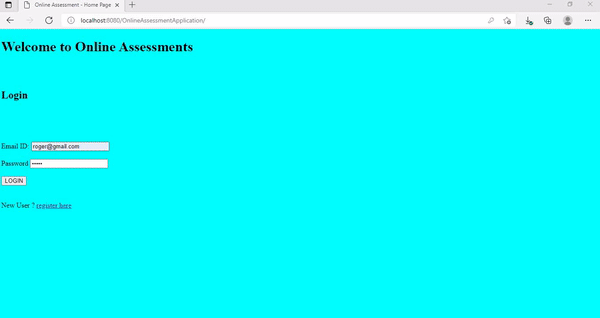 Online Assessment - Home Page
localhost:8080/OnlineAssessmentApplication/
Welcome to Online Assessments
Login
Email ID: roger@gmail.com
Password •••••
LOGIN
New User ? register here